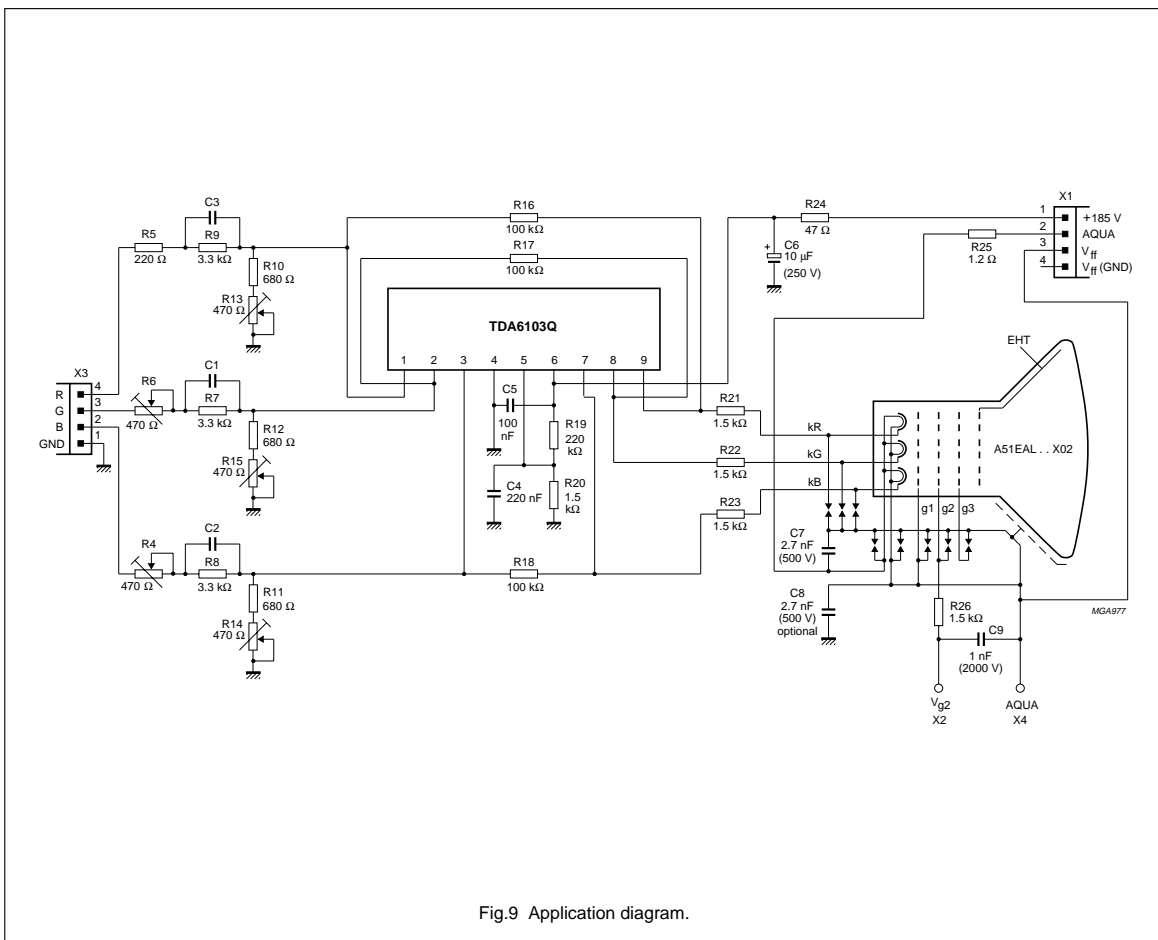 C3
R5
220 Ω
R9
3.3 kΩ
R10
680 Ω
R13
470 Ω
R16
100 kΩ
R17
100 kΩ
R24
47 Ω
+
C6
10 µF
(250 V)
X1
1
+185 V
2
AQUA
3
Vff
4
Vff (GND)
R25
1.2 Ω
TDA6103Q
1 2 3 4 5 6 7 8 9
X3
R 4
G 3
B 2
GND 1
R6
470 Ω
C1
R7
3.3 kΩ
R12
680 Ω
R15
470 Ω
C5
100
nF
R19
220
kΩ
C4
220 nF
R20
1.5
kΩ
R21
1.5 kΩ
R22
1.5 kΩ
R23
1.5 kΩ
kR
kG
kB
EHT
A51EAL . . X02
g1 g2 g3
R4
470 Ω
C2
R8
3.3 kΩ
R11
680 Ω
R14
470 Ω
R18
100 kΩ
C7
2.7 nF
(500 V)
C8
2.7 nF
(500 V)
optional
R26
1.5 kΩ
C9
1 nF
(2000 V)
MGA977
Vg2
X2
AQUA
X4
Fig.9 Application diagram.